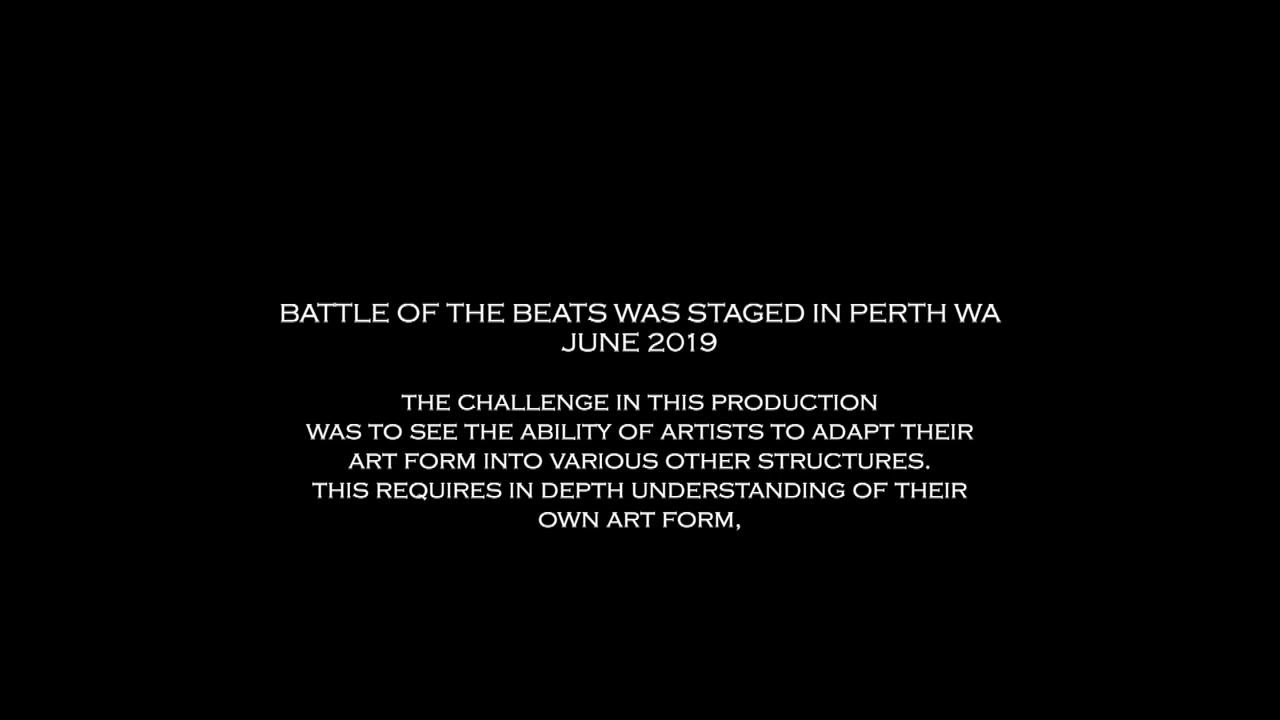 BATTLE OF THE BEATS WAS STAGED IN PERTH WA
JUNE 2019
THE CHALLENGE IN THIS PRODUCTION
WAS TO SEE THE ABILITY OF ARTISTS TO ADAPT THEIR
ART FORM INTO VARIOUS OTHER STRUCTURES.
THIS REQUIRES IN DEPTH UNDERSTANDING OF THEIR
OWN ART FORM,